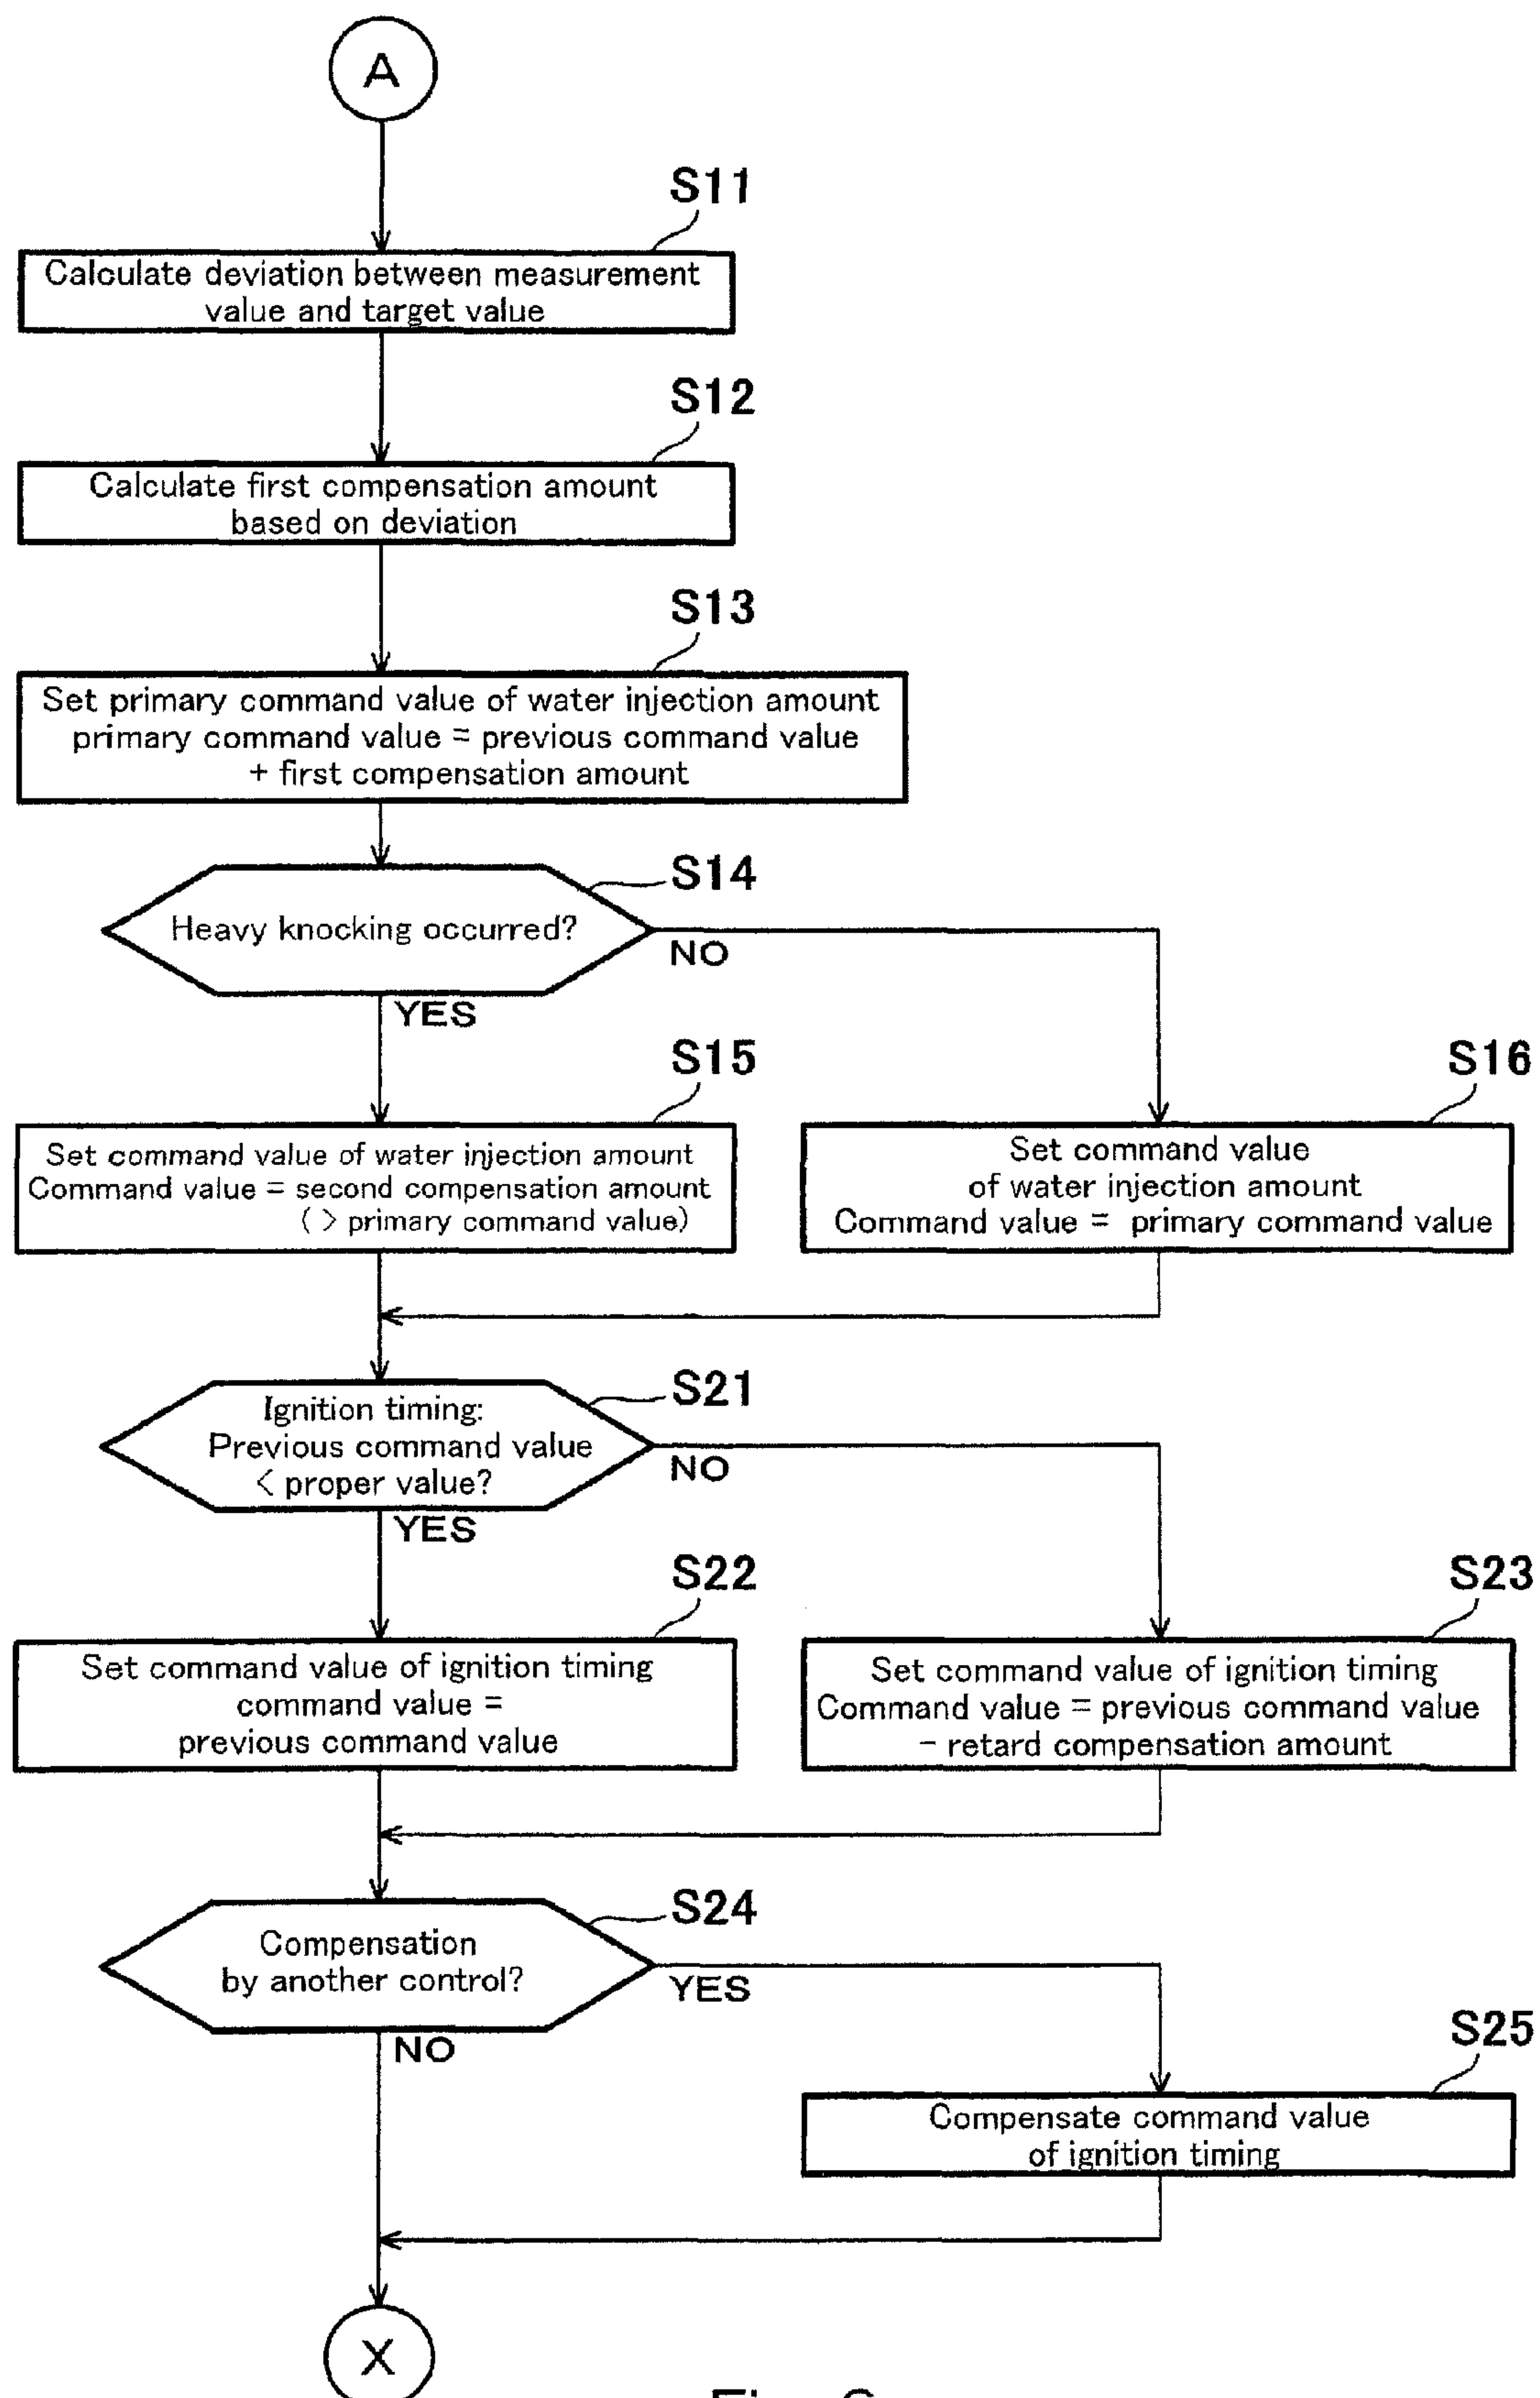 A
S11
Calculate deviation between measurement
value and target value
S12
Calculate first compensation amount
based on deviation
S13
Set primary command value of water injection amount
primary command value = previous command value
+ first compensation amount
S14
Heavy knocking occurred?
NO
YES
S15
Set command value of water injection amount
Command value = second compensation amount
( > primary command value)
S16
Set command value
of water injection amount
Command value = primary command value
S21
Ignition timing:
Previous command value
< proper value?
NO
YES
S22
Set command value of ignition timing
command value =
previous command value
S23
Set command value of ignition timing
Command value = previous command value
− retard compensation amount
S24
Compensation
by another control?
YES
NO
S25
Compensate command value
of ignition timing
X